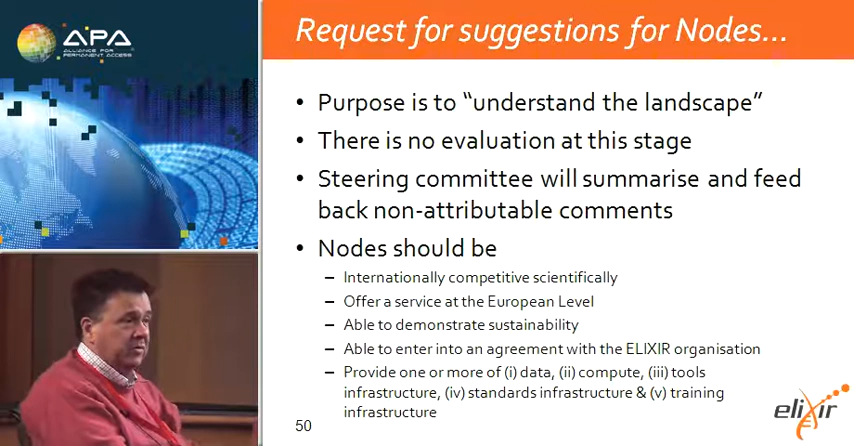 APA
ALLIANCE FOR
PERMANENT ACCESS
Request for suggestions for Nodes...
• Purpose is to “understand the landscape”
• There is no evaluation at this stage
• Steering committee will summarise and feed
back non-attributable comments
• Nodes should be
– Internationally competitive scientifically
– Offer a service at the European Level
– Able to demonstrate sustainability
– Able to enter into an agreement with the ELIXIR organisation
– Provide one or more of (i) data, (ii) compute, (iii) tools
infrastructure, (iv) standards infrastructure & (v) training
infrastructure
50
elixir